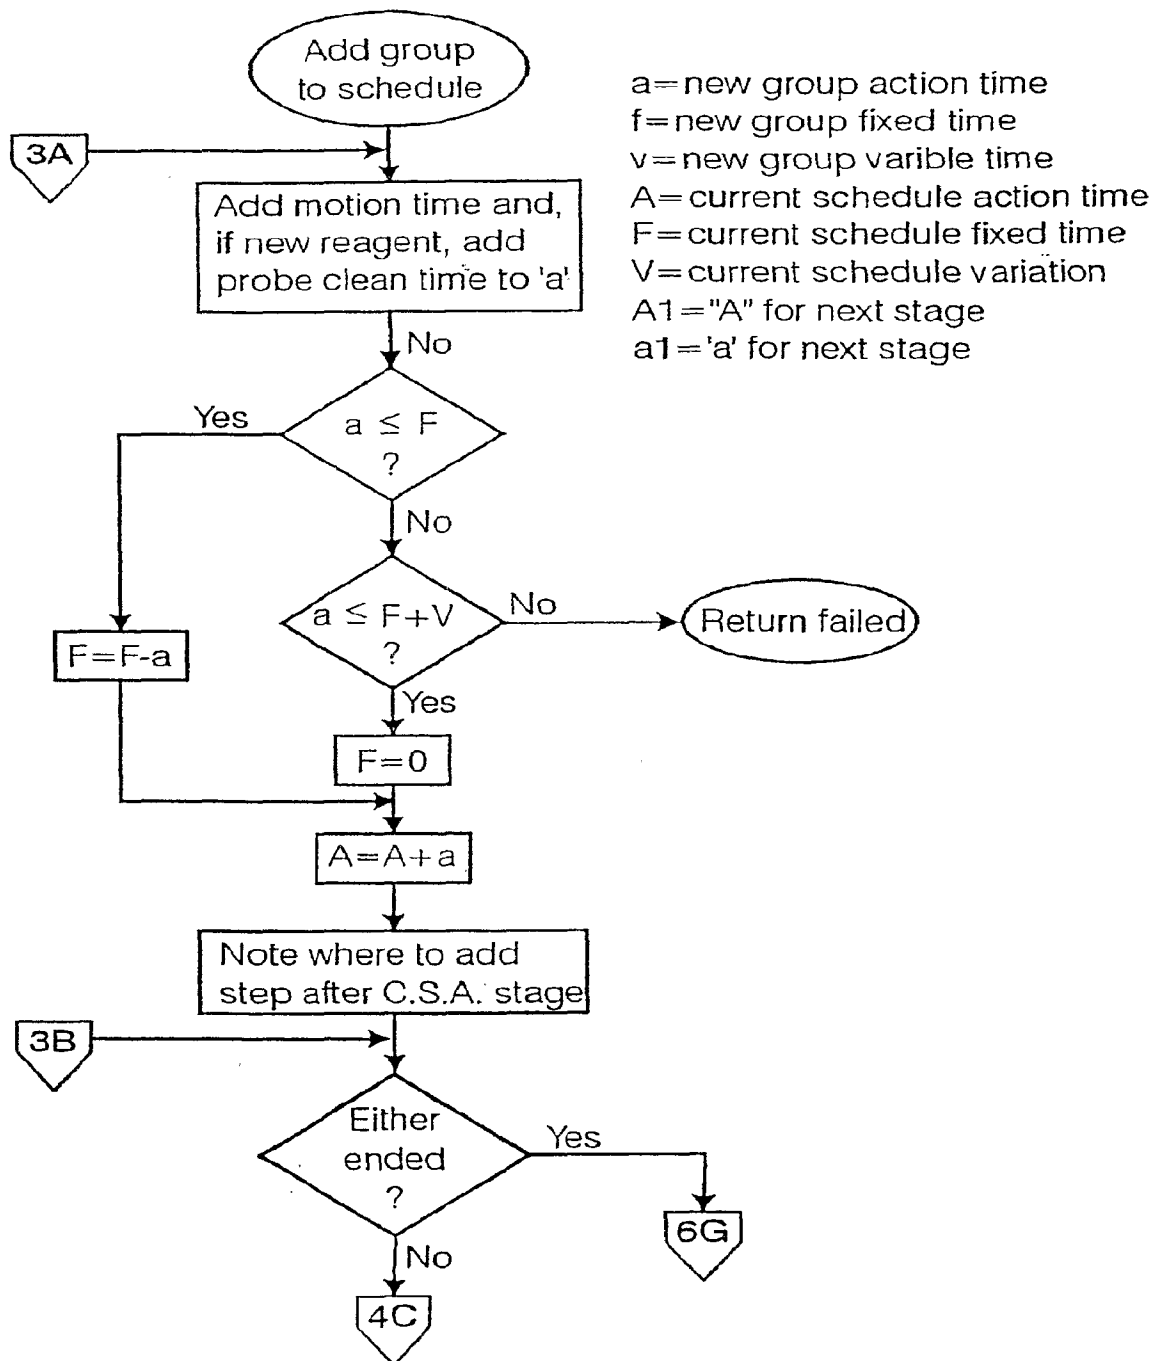 Add group
to schedule
a=new group action time
f=new group fixed time
v=new group varible time
A=current schedule action time
F=current schedule fixed time
V=current schedule variation
A1="A" for next stage
a1='a' for next stage
3A
Add motion time and,
if new reagent, add
probe clean time to 'a'
No
Yes
a ≤ F
?
No
a ≤ F+V
?
No
Return failed
F=F-a
Yes
F=0
A=A+a
Note where to add
step after C.S.A. stage
3B
Either
ended
?
Yes
6G
No
4C